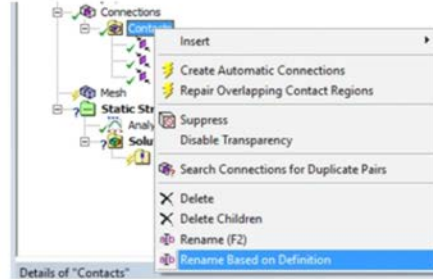 Connections
Contacts
Insert
Create Automatic Connections
Repair Overlapping Contact Regions
Mesh
Static Str
Suppress
Analy
Disable Transparency
Solu
Search Connections for Duplicate Pairs
Delete
Delete Children
Rename (F2)
Rename Based on Definition
Details of "Contacts"